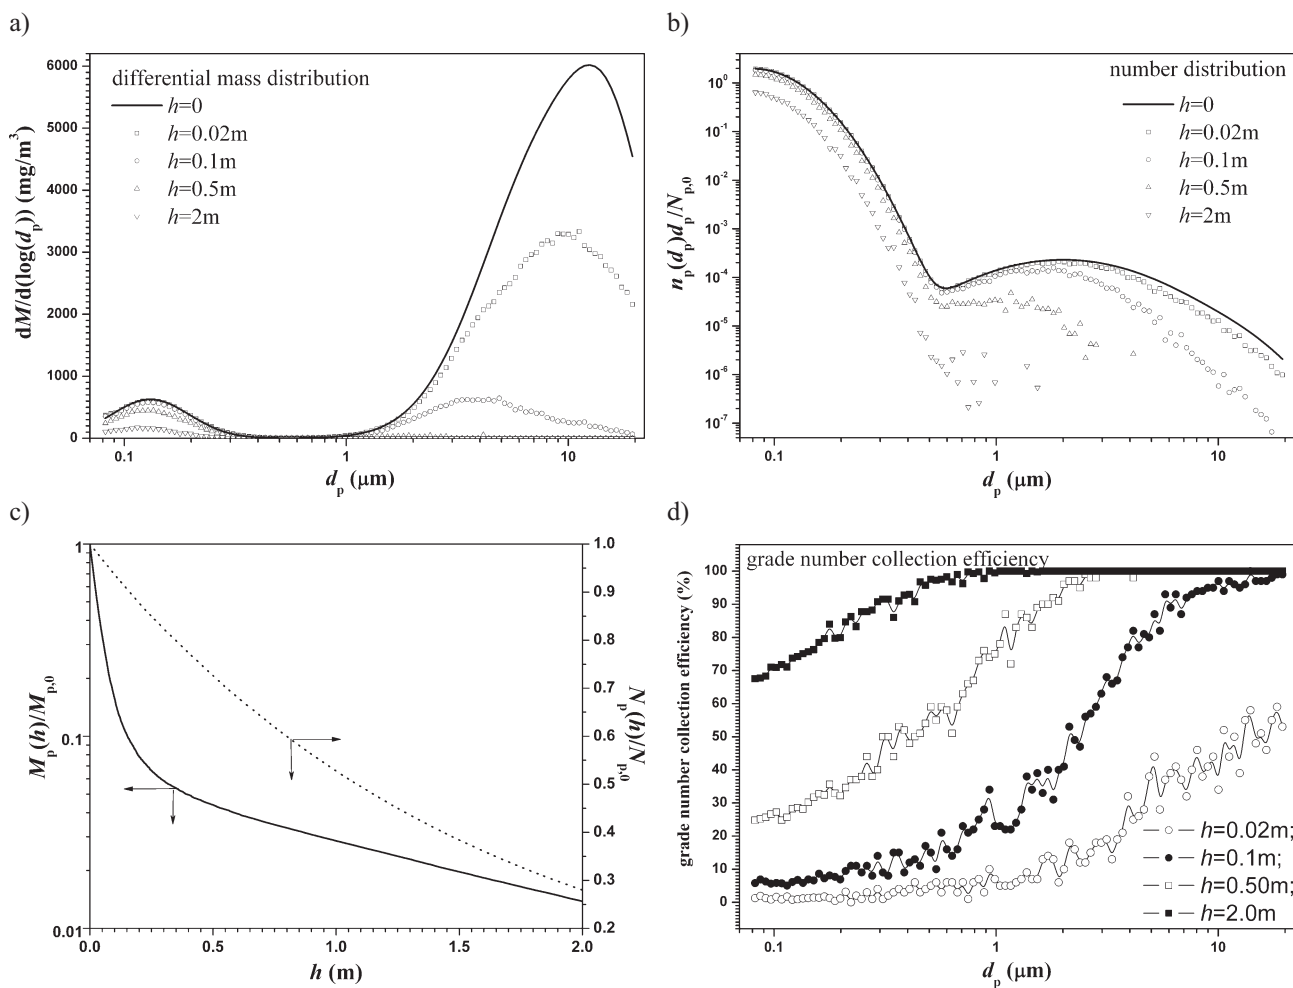 a)
differential mass distribution
h=0
h=0.02m
h=0.1m
h=0.5m
h=2m
6000
5000
4000
3000
2000
1000
0
dM/d(log(dp)) (mg/m³)
0.1
1
10
dp (μm)
b)
number distribution
h=0
h=0.02m
h=0.1m
h=0.5m
h=2m
10⁰
10⁻¹
10⁻²
10⁻³
10⁻⁴
10⁻⁵
10⁻⁶
10⁻⁷
np(dp)dp/Np,0
0.1
1
10
dp (μm)
c)
1
0.1
0.01
Mp(h)/Mp,0
1.0
0.9
0.8
0.7
0.6
0.5
0.4
0.3
0.2
Np(h)/Np,0
0.0
0.5
1.0
1.5
2.0
h (m)
d)
grade number collection efficiency
100
90
80
70
60
50
40
30
20
10
0
grade number collection efficiency (%)
h=0.02m;
h=0.1m;
h=0.50m;
h=2.0m
0.1
1
10
dp (μm)